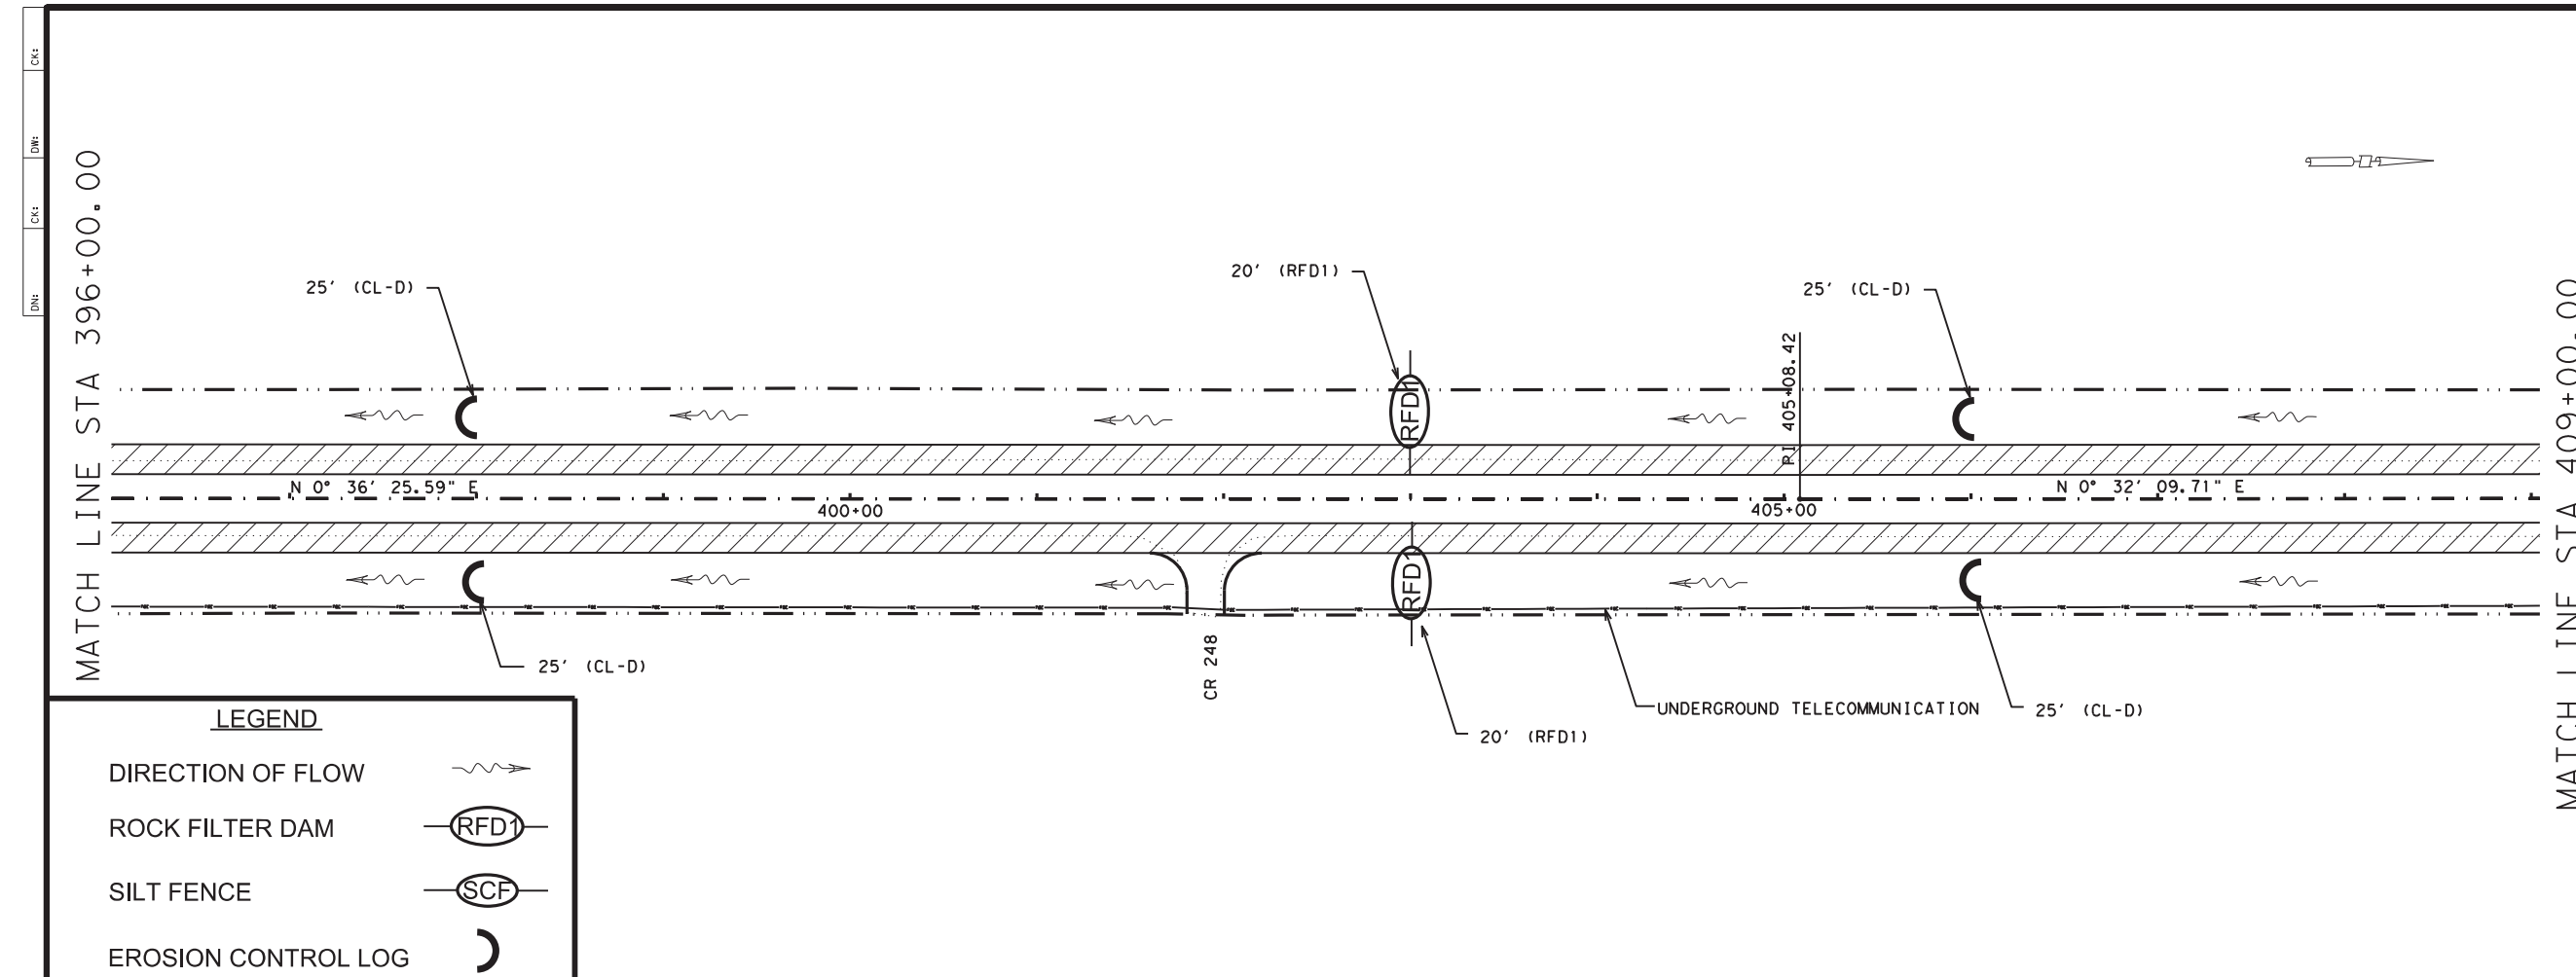 CK:
DW:
CK:
DN:
MATCH LINE STA 396+00.00
25' (CL-D)
20' (RFD1)
25' (CL-D)
RFD1
PI 405+08.42
N 0° 36' 25.59" E
N 0° 32' 09.71" E
400+00
405+00
RFD1
25' (CL-D)
CR 248
UNDERGROUND TELECOMMUNICATION
25' (CL-D)
20' (RFD1)
MATCH LINE STA 409+00.00
LEGEND
DIRECTION OF FLOW
ROCK FILTER DAM
RFD1
SILT FENCE
SCF
EROSION CONTROL LOG